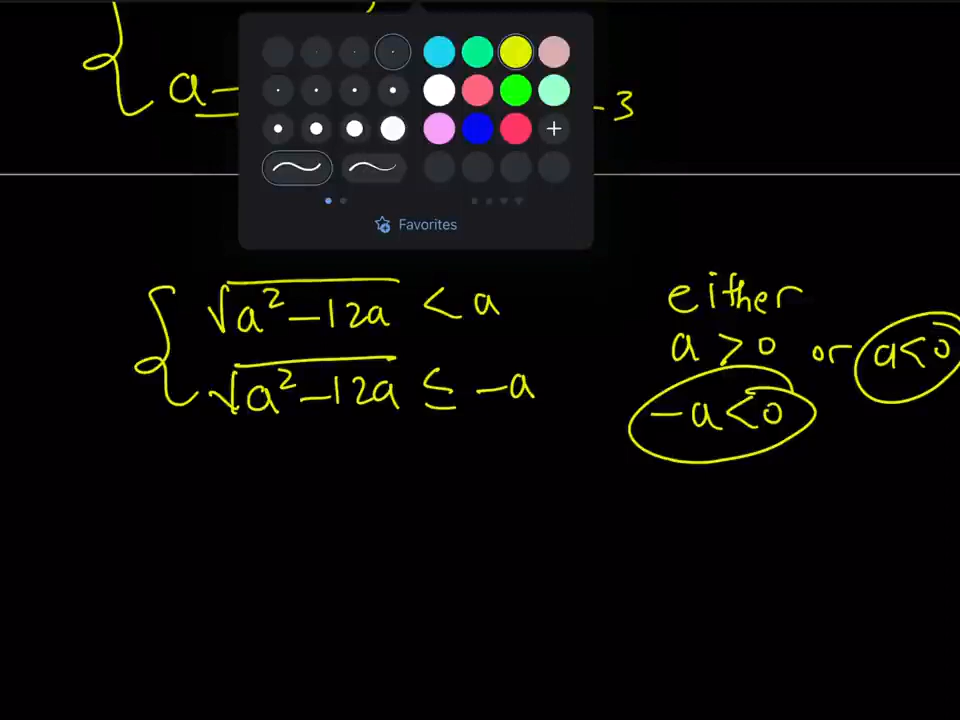 a-
- 3
Favorites
√a²-12a < a
√a²-12a ≤ -a
either
a > 0 or a<0
-a<0